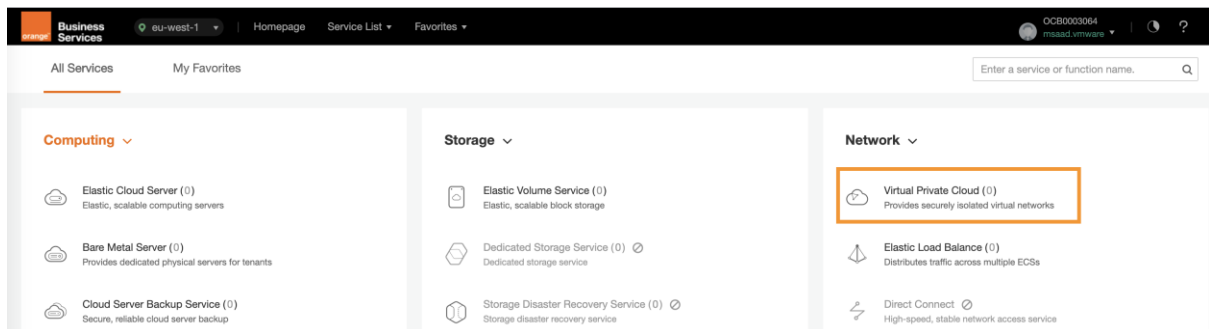 orange
Business
Services
eu-west-1
Homepage
Service List
Favorites
OCB0003064
msaad.vmware
?
All Services
My Favorites
Enter a service or function name.
Computing
Elastic Cloud Server (0)
Elastic, scalable computing servers
Bare Metal Server (0)
Provides dedicated physical servers for tenants
Cloud Server Backup Service (0)
Secure, reliable cloud server backup
Storage
Elastic Volume Service (0)
Elastic, scalable block storage
Dedicated Storage Service (0)
Dedicated storage service
Storage Disaster Recovery Service (0)
Storage disaster recovery service
Network
Virtual Private Cloud (0)
Provides securely isolated virtual networks
Elastic Load Balance (0)
Distributes traffic across multiple ECSs
Direct Connect
High-speed, stable network access service